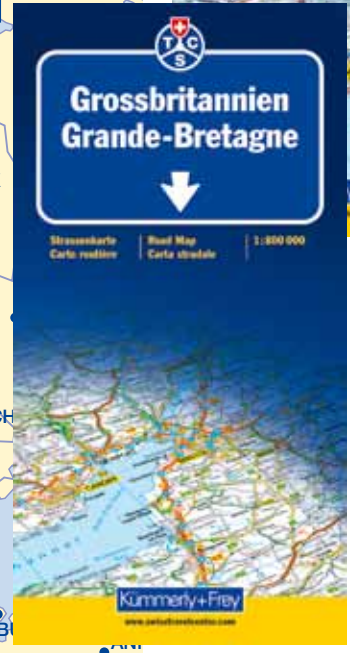 T C
S
Grossbritannien
Grande-Bretagne
Strassenkarte
Carte routière
Road Map
Carta stradale
1:800 000
Kümmerly+Frey
www.swisstravelcenter.com